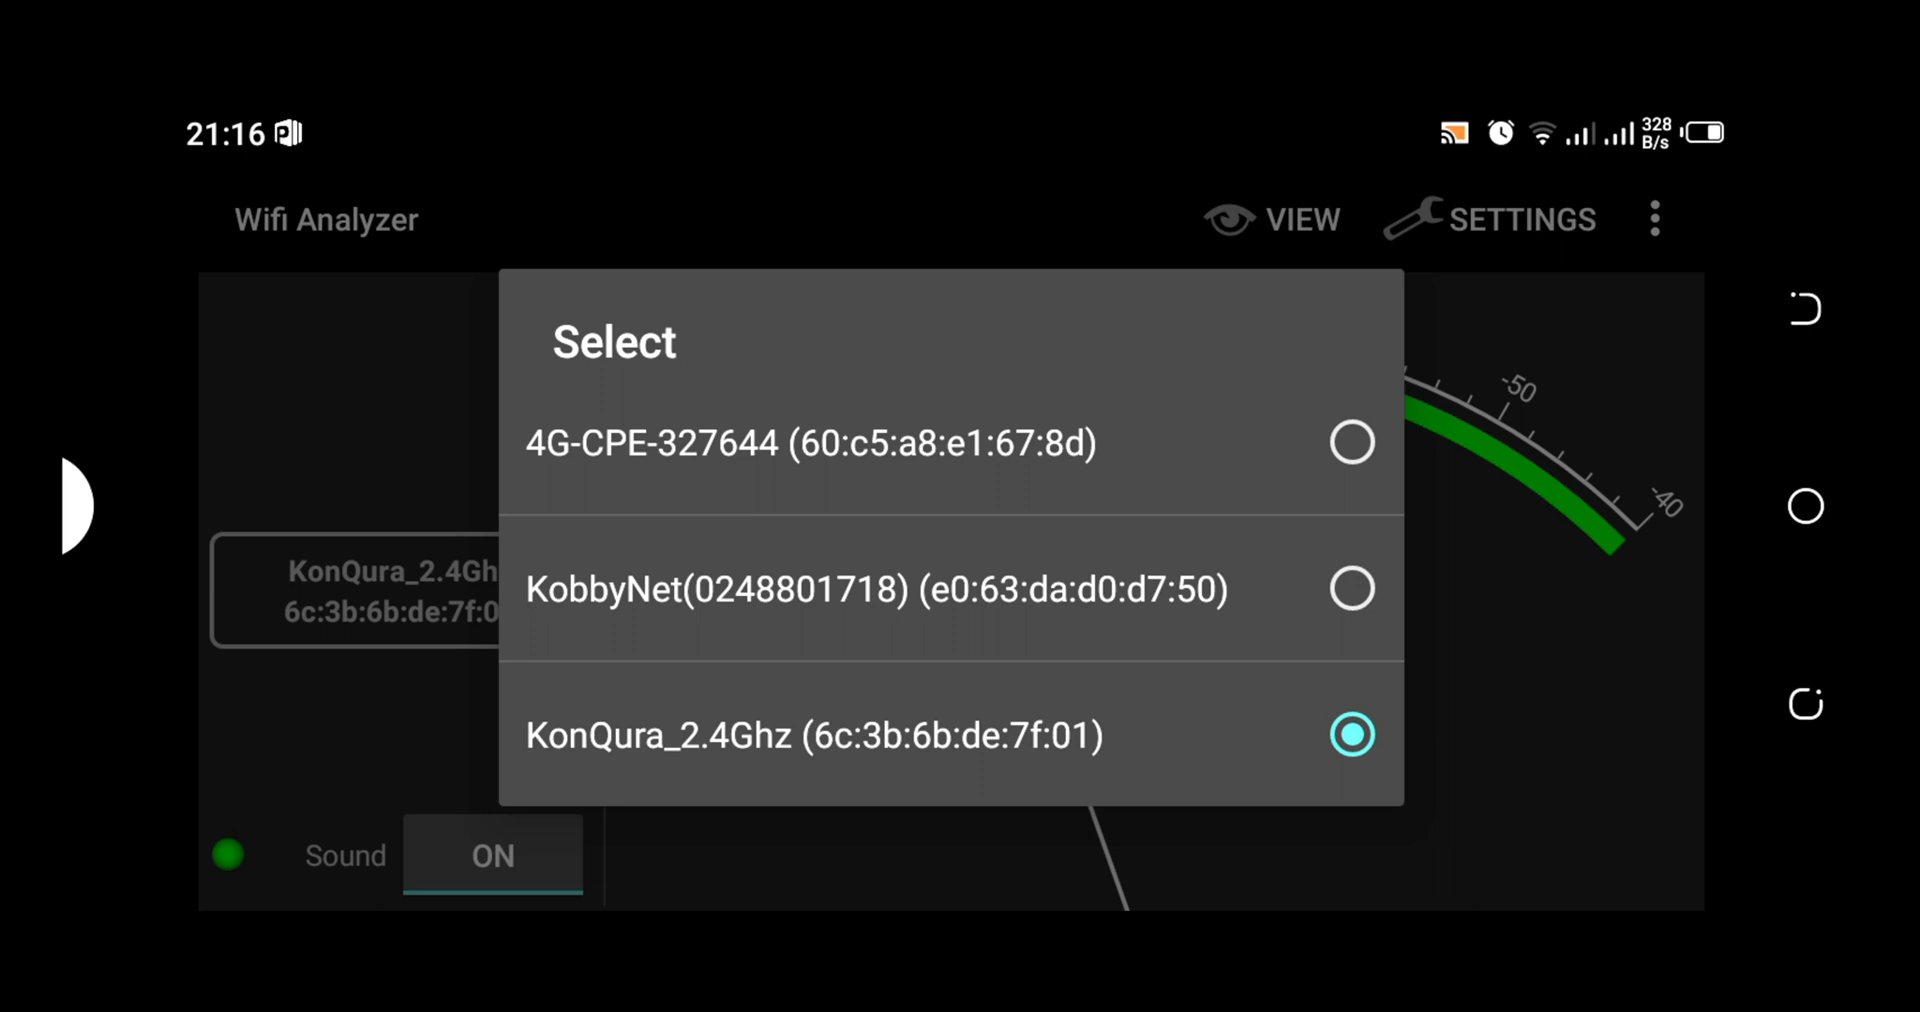 21:16
328
B/s
Wifi Analyzer
VIEW
SETTINGS
Select
4G-CPE-327644 (60:c5:a8:e1:67:8d)
-50
-40
KonQura_2.4Gh
6c:3b:6b:de:7f:0
KobbyNet(0248801718) (e0:63:da:d0:d7:50)
KonQura_2.4Ghz (6c:3b:6b:de:7f:01)
Sound
ON